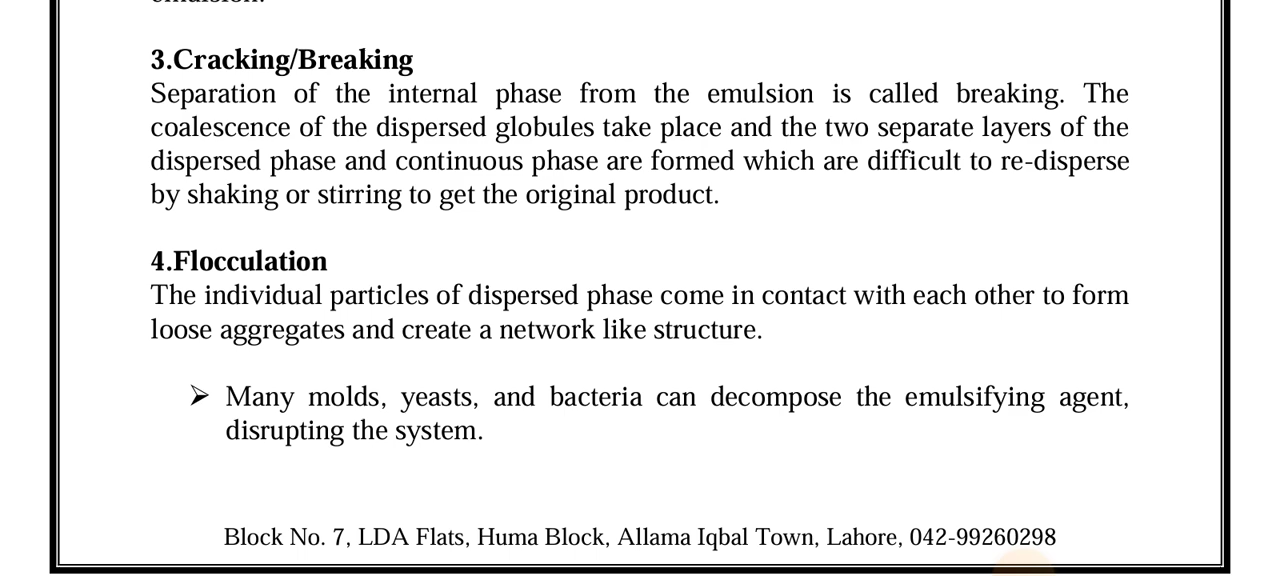 emulsion.
3.Cracking/Breaking
Separation of the internal phase from the emulsion is called breaking. The
coalescence of the dispersed globules take place and the two separate layers of the
dispersed phase and continuous phase are formed which are difficult to re-disperse
by shaking or stirring to get the original product.
4.Flocculation
The individual particles of dispersed phase come in contact with each other to form
loose aggregates and create a network like structure.
➢ Many molds, yeasts, and bacteria can decompose the emulsifying agent,
disrupting the system.
Block No. 7, LDA Flats, Huma Block, Allama Iqbal Town, Lahore, 042-99260298